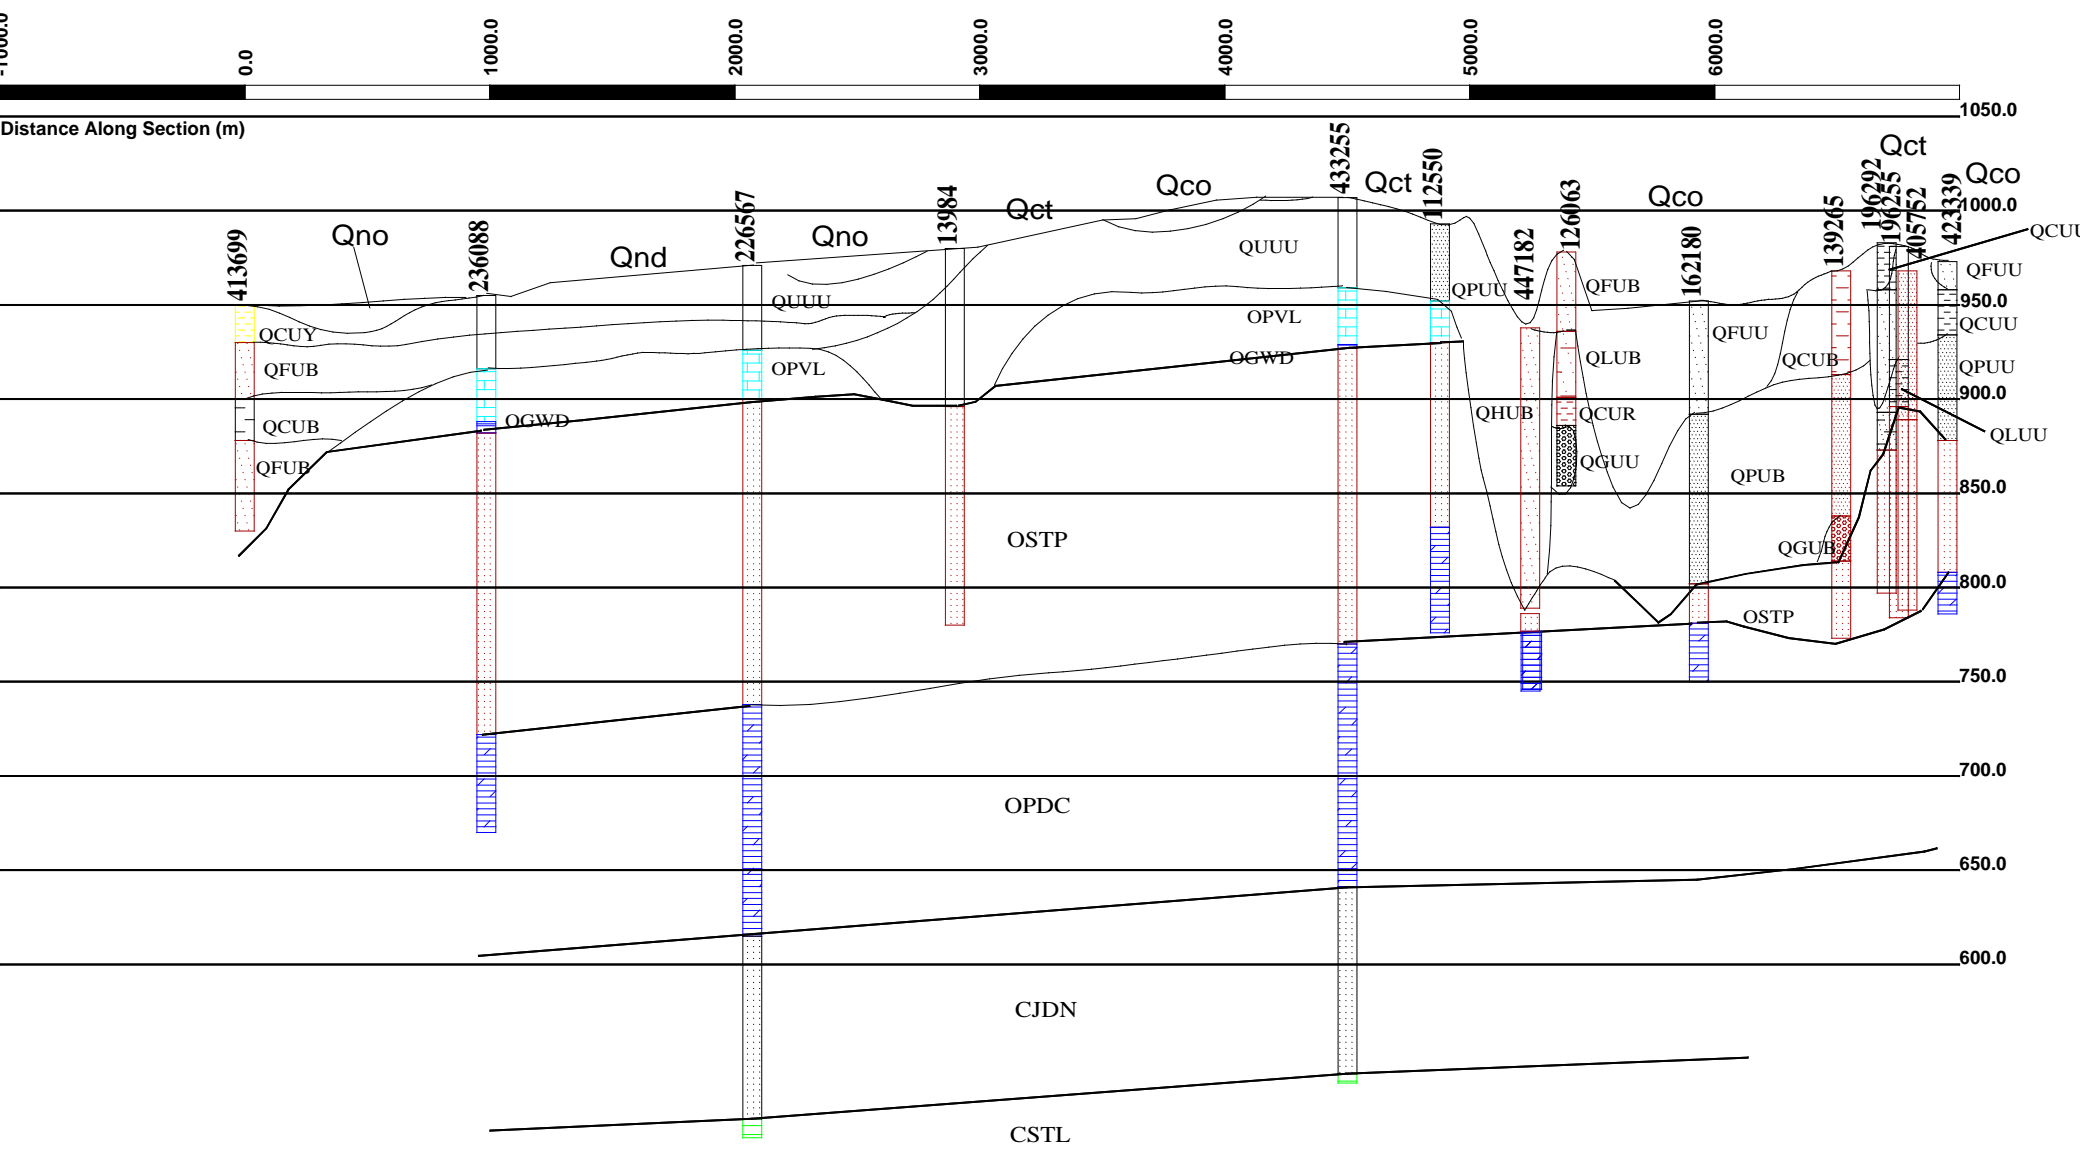 -1000.0
0.0
1000.0
2000.0
3000.0
4000.0
5000.0
6000.0
1050.0
Distance Along Section (m)
433255
Qct
112550
Qct
196292
Qco
Qco
Qct
Qco
196255
405752
423339
1000.0
413699
Qno
236088
Qnd
226567
Qno
13984
QUUU
447182
126063
162180
139265
QFUU
QUUU
QPUU
QFUB
950.0
QCUY
OPVL
QFUU
QCUU
OGWD
QLUB
QCUB
QFUB
OPVL
QPUU
900.0
QCUB
OGWD
QHUB
QCUR
QLUU
QFUB
QGUU
QPUB
850.0
OSTP
QGUB
800.0
OSTP
750.0
700.0
OPDC
650.0
600.0
CJDN
CSTL